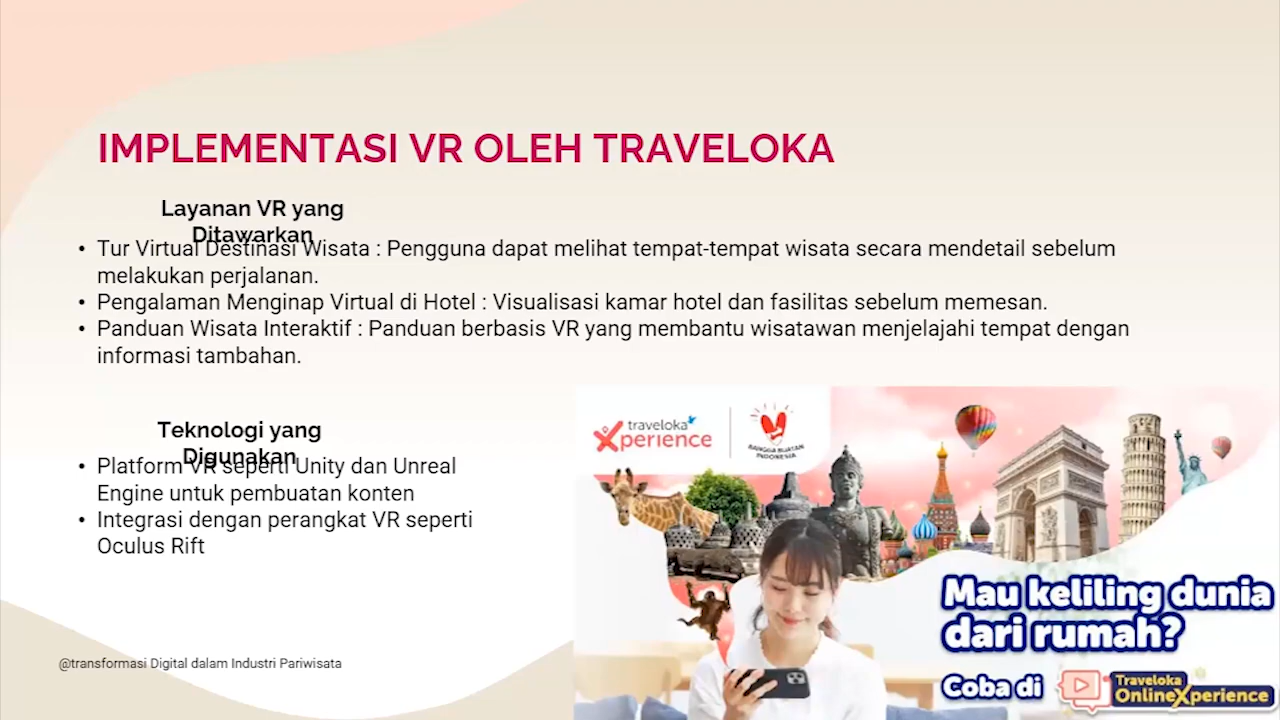 IMPLEMENTASI VR OLEH TRAVELOKA
Layanan VR yang
Ditawarkan
• Tur Virtual Destinasi Wisata : Pengguna dapat melihat tempat-tempat wisata secara mendetail sebelum
melakukan perjalanan.
• Pengalaman Menginap Virtual di Hotel : Visualisasi kamar hotel dan fasilitas sebelum memesan.
• Panduan Wisata Interaktif : Panduan berbasis VR yang membantu wisatawan menjelajahi tempat dengan
informasi tambahan.
Teknologi yang
Digunakan
• Platform VR seperti Unity dan Unreal
Engine untuk pembuatan konten
• Integrasi dengan perangkat VR seperti
Oculus Rift
@transformasi Digital dalam Industri Pariwisata
traveloka
Xperience
BANGGA BUATAN
INDONESIA
Mau keliling dunia
dari rumah?
Coba di
Traveloka
OnlineXperience